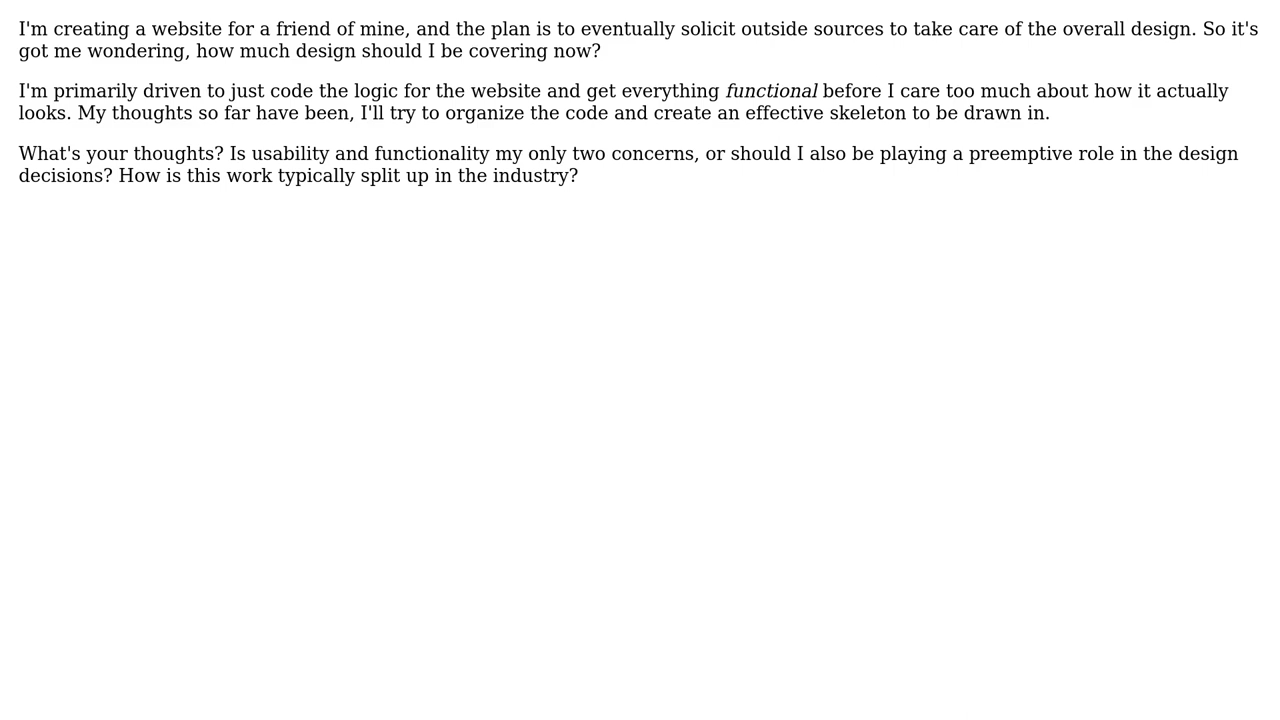 I'm creating a website for a friend of mine, and the plan is to eventually solicit outside sources to take care of the overall design. So it's
got me wondering, how much design should I be covering now?
I'm primarily driven to just code the logic for the website and get everything functional before I care too much about how it actually
looks. My thoughts so far have been, I'll try to organize the code and create an effective skeleton to be drawn in.
What's your thoughts? Is usability and functionality my only two concerns, or should I also be playing a preemptive role in the design
decisions? How is this work typically split up in the industry?